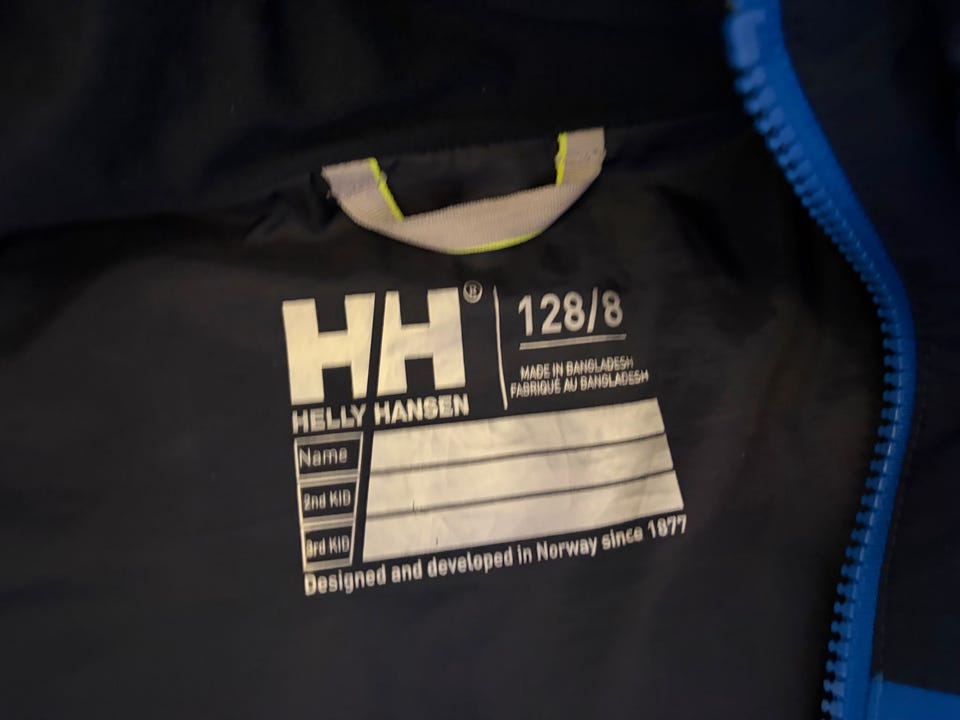 HH®
HELLY HANSEN
128/8
MADE IN BANGLADESH
FABRIQUÉ AU BANGLADESH
Name
2nd KID
3rd KID
Designed and developed in Norway since 1877